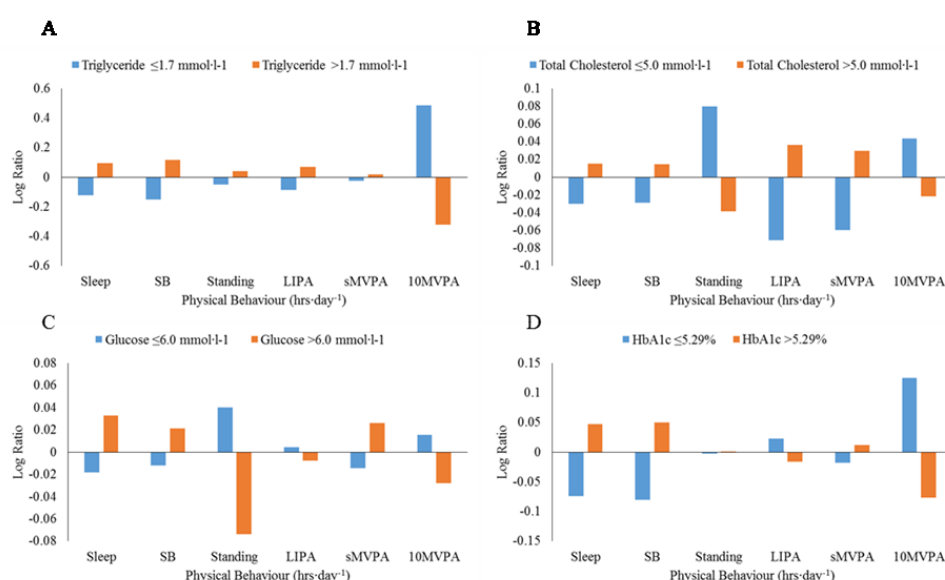 A
Triglyceride ≤1.7 mmol·l-1 Triglyceride >1.7 mmol·l-1
0.6
0.4
0.2
0
-0.2
-0.4
-0.6
Log Ratio
Sleep SB Standing LIPA sMVPA 10MVPA
Physical Behaviour (hrs·day⁻¹)
B
Total Cholesterol ≤5.0 mmol·l-1 Total Cholesterol >5.0 mmol·l-1
0.1
0.08
0.06
0.04
0.02
0
-0.02
-0.04
-0.06
-0.08
-0.1
Log Ratio
Sleep SB Standing LIPA sMVPA 10MVPA
Physical Behaviour (hrs·day⁻¹)
C
Glucose ≤6.0 mmol·l-1 Glucose >6.0 mmol·l-1
0.08
0.06
0.04
0.02
0
-0.02
-0.04
-0.06
-0.08
Log Ratio
Sleep SB Standing LIPA sMVPA 10MVPA
Physical Behaviour (hrs·day⁻¹)
D
HbA1c ≤5.29% HbA1c >5.29%
0.15
0.1
0.05
0
-0.05
-0.1
-0.15
Log Ratio
Sleep SB Standing LIPA sMVPA 10MVPA
Physical Behaviour (hrs·day⁻¹)